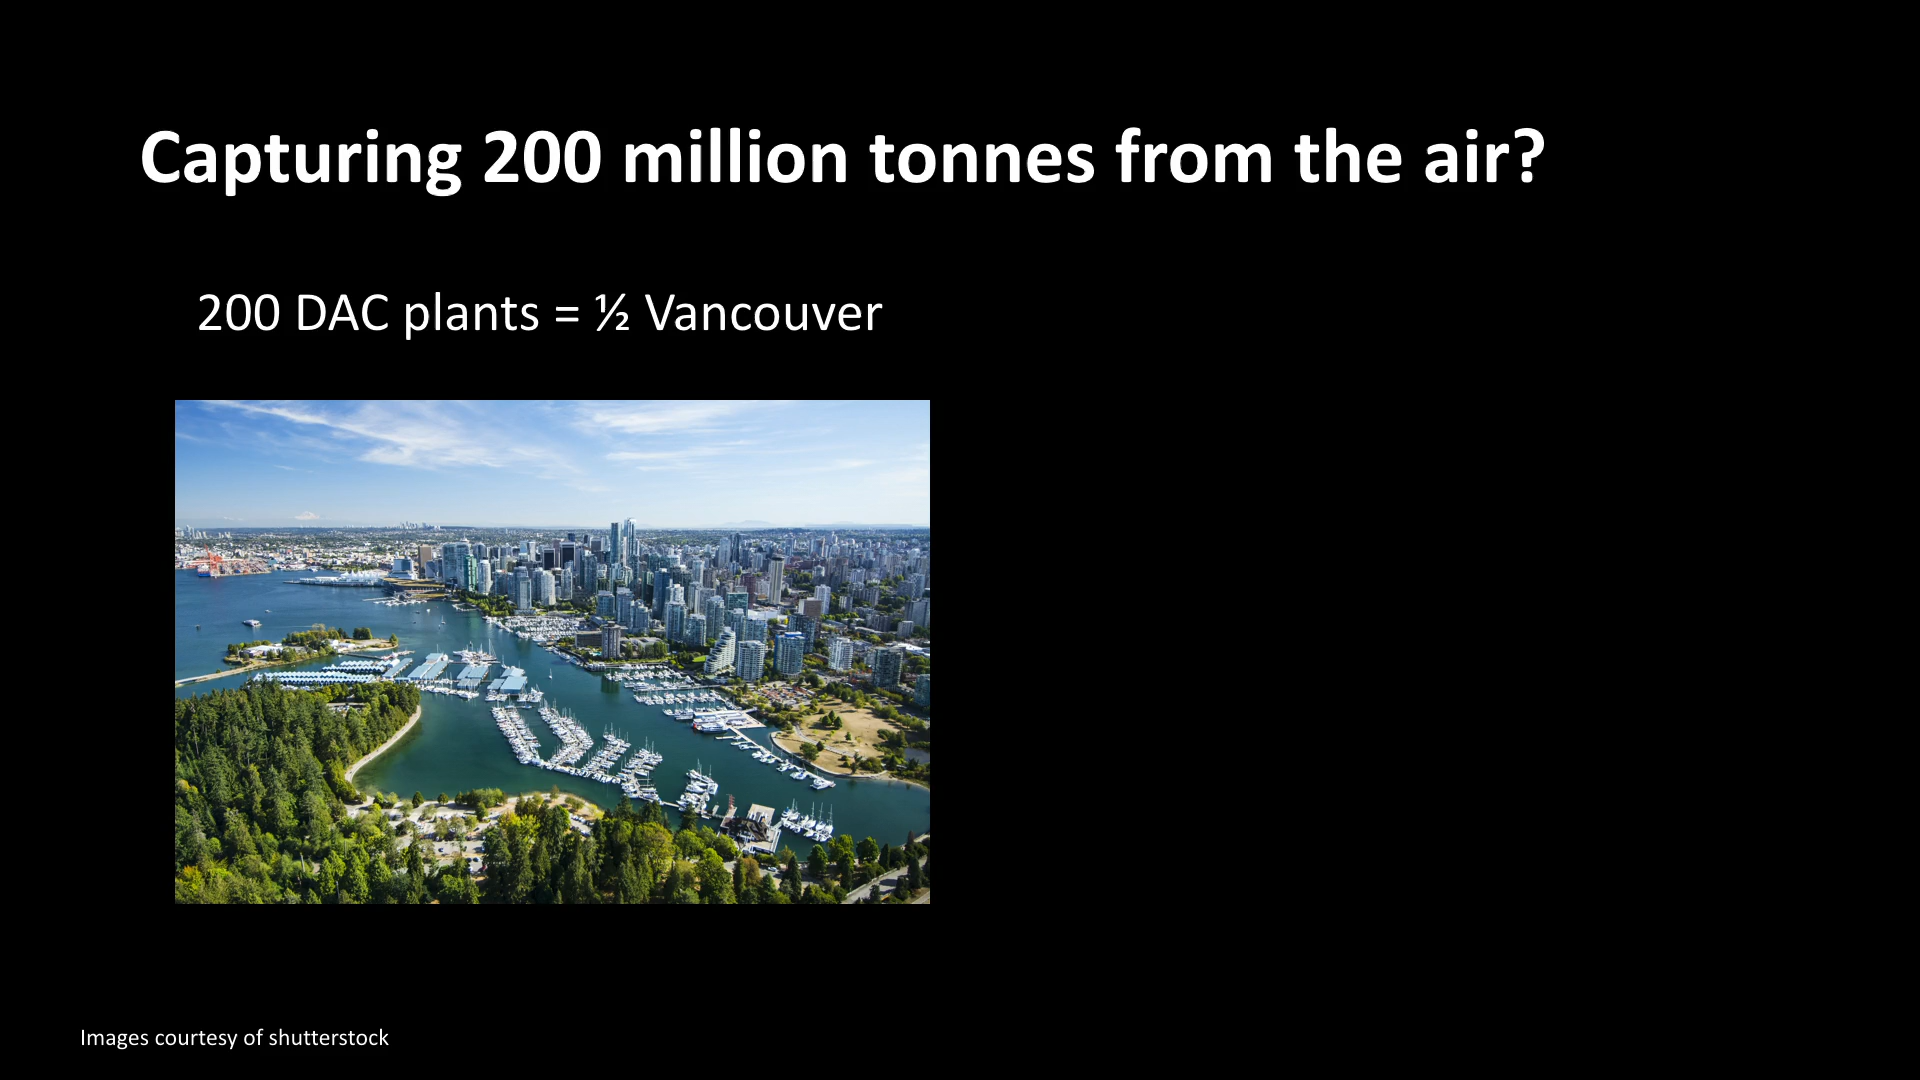 Capturing 200 million tonnes from the air?
200 DAC plants = ½ Vancouver
Images courtesy of shutterstock